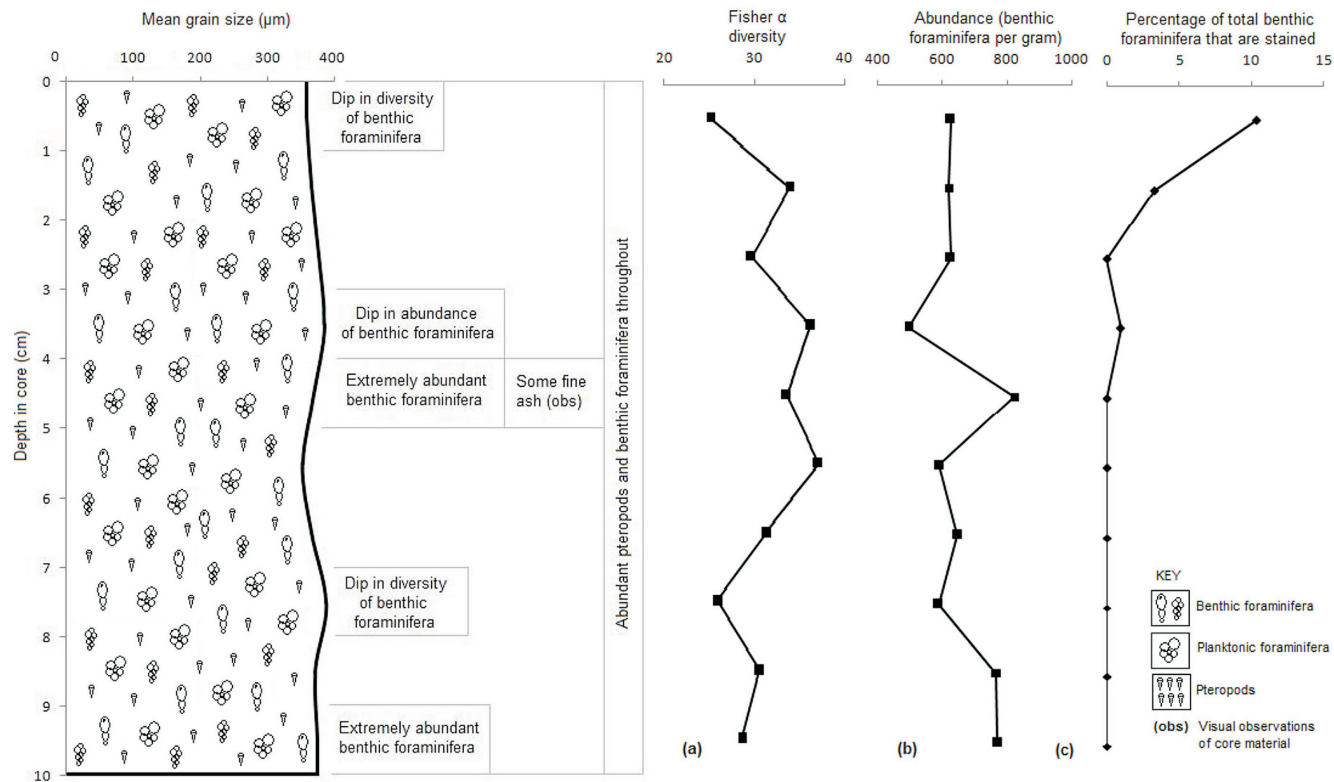 Mean grain size (µm)
0 100 200 300 400
Depth in core (cm)
0
1
2
3
4
5
6
7
8
9
10
Dip in diversity
of benthic
foraminifera
Dip in abundance
of benthic foraminifera
Extremely abundant
benthic foraminifera
Some fine
ash (obs)
Dip in diversity
of benthic
foraminifera
Extremely abundant
benthic foraminifera
Abundant pteropods and benthic foraminifera throughout
Fisher α
diversity
20 30 40
(a)
Abundance (benthic
foraminifera per gram)
400 600 800 1000
(b)
Percentage of total benthic
foraminifera that are stained
0 5 10 15
(c)
KEY
Benthic foraminifera
Planktonic foraminifera
Pteropods
(obs) Visual observations
of core material